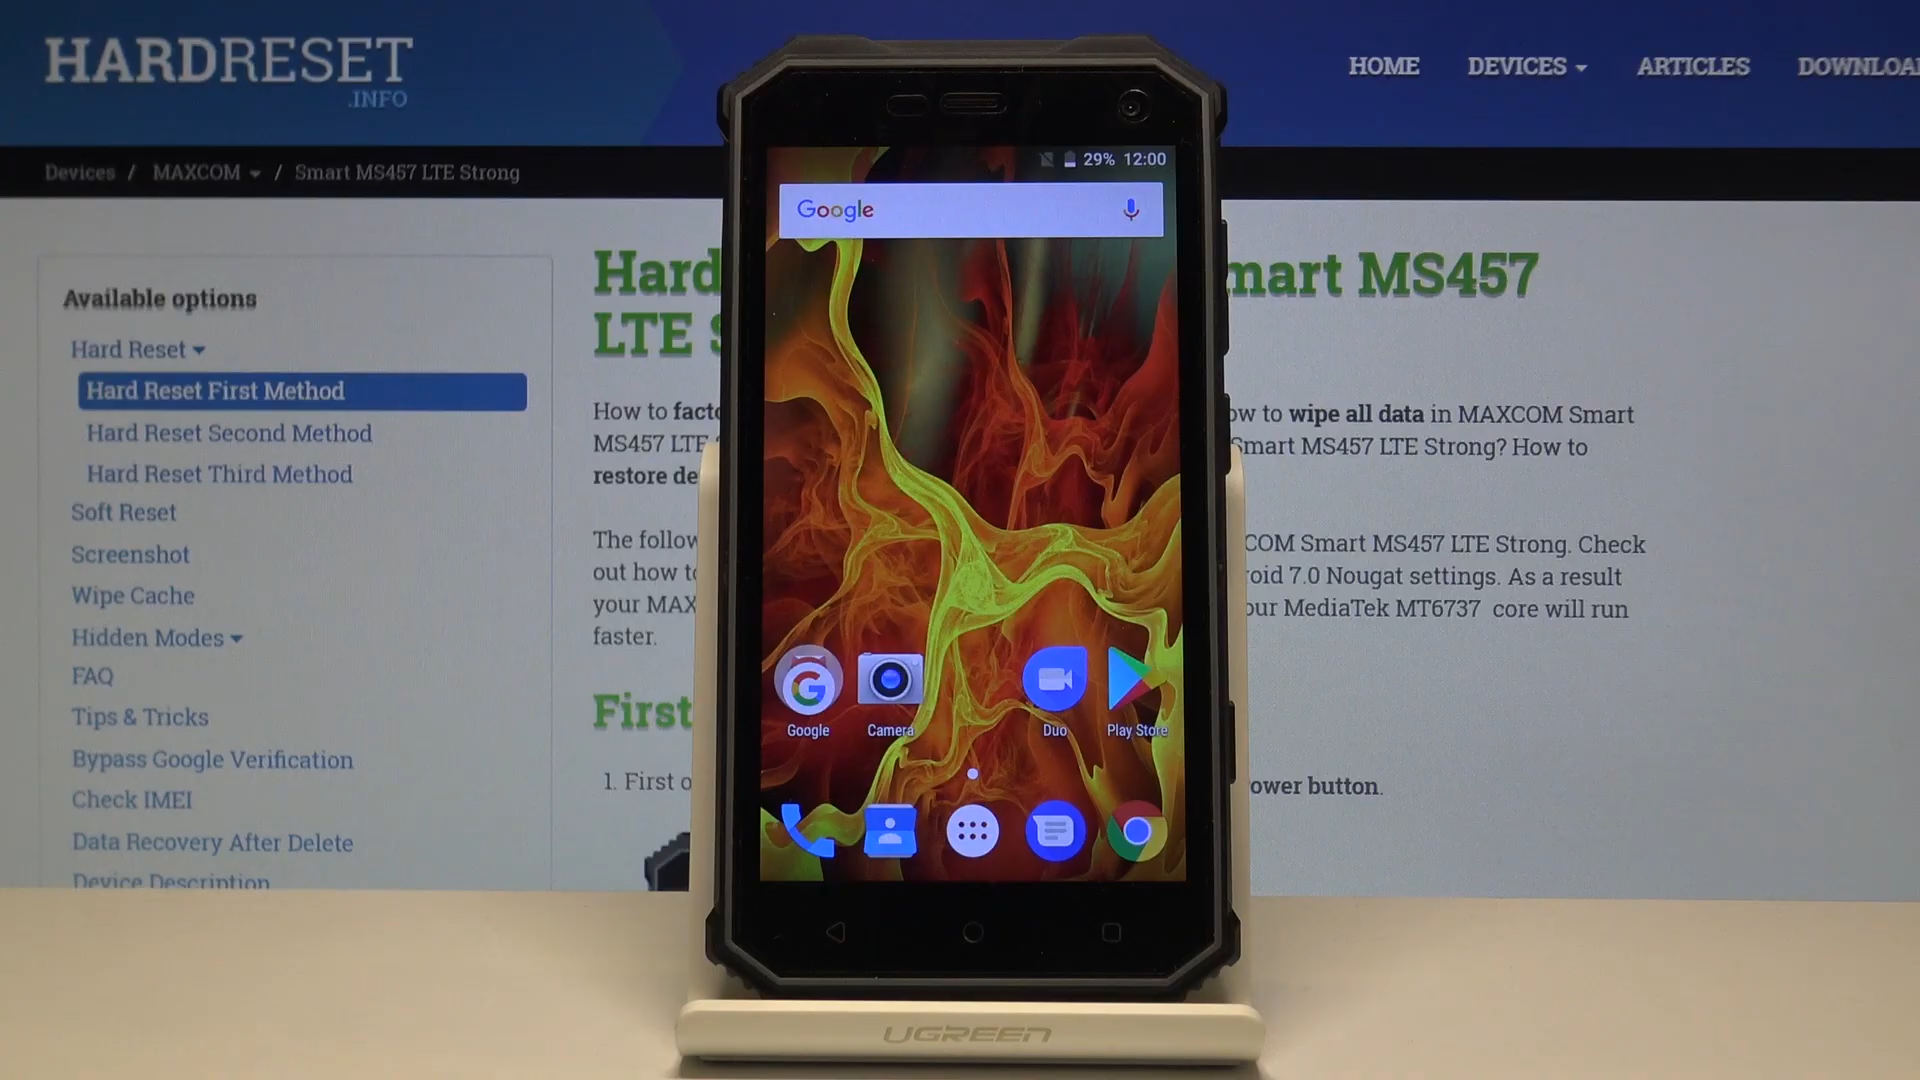 HARDRESET
.INFO
HOME
DEVICES
ARTICLES
Devices / MAXCOM / Smart MS457 LTE Strong
Available options
Hard Reset
Hard Reset First Method
Hard Reset Second Method
Hard Reset Third Method
Soft Reset
Screenshot
Wipe Cache
Hidden Modes
FAQ
Tips & Tricks
Bypass Google Verification
Check IMEI
Data Recovery After Delete
Device Description
Hard
mart MS457
LTE S
How to facto
ow to wipe all data in MAXCOM Smart
MS457 LTE
Smart MS457 LTE Strong? How to
restore de
The follow
COM Smart MS457 LTE Strong. Check
out how to
oid 7.0 Nougat settings. As a result
your MAX
our MediaTek MT6737 core will run
faster.
First
1. First o
ower button.
29% 12:00
Google
Google
Camera
Duo
Play Store
UGREEN